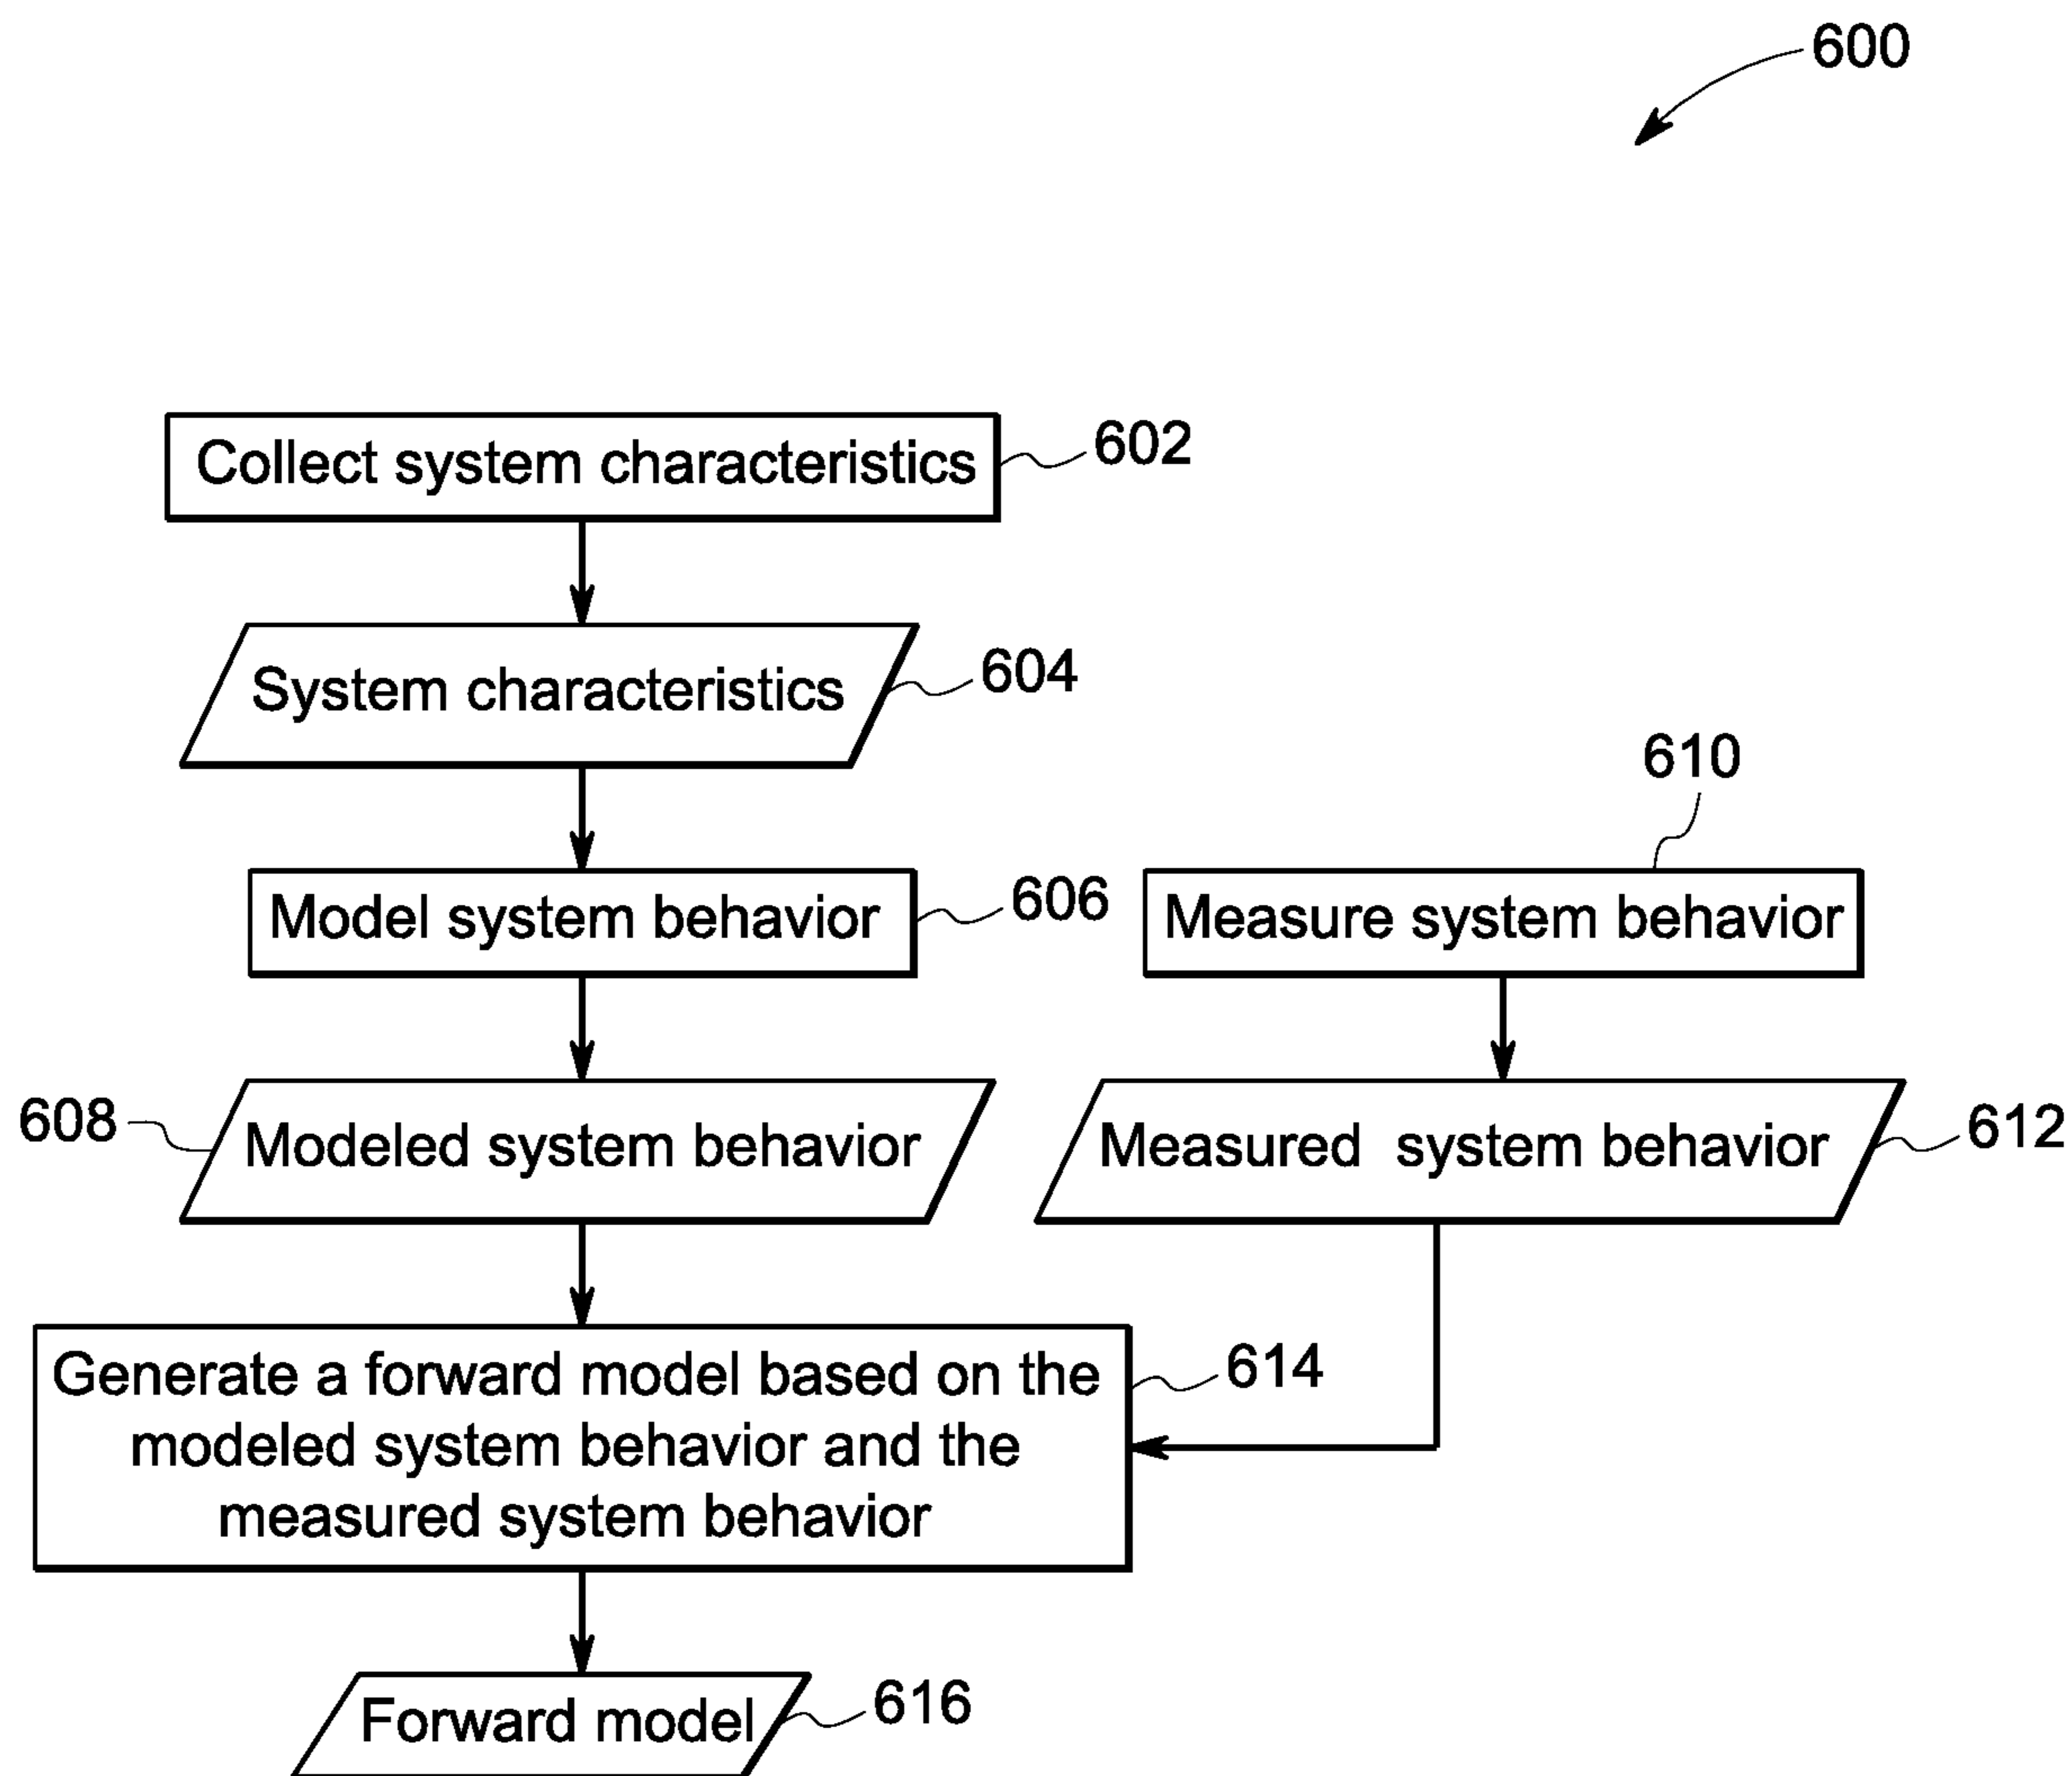 600
Collect system characteristics
602
System characteristics
604
610
Model system behavior
606
Measure system behavior
608
Modeled system behavior
Measured system behavior
612
Generate a forward model based on the
modeled system behavior and the
measured system behavior
614
Forward model
616